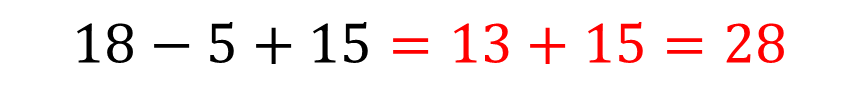 18 − 5 + 15 = 13 + 15 = 28